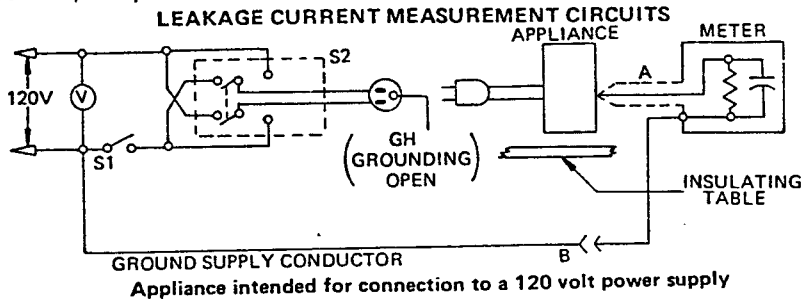 LEAKAGE CURRENT MEASUREMENT CIRCUITS
APPLIANCE
METER
S2
A
120V
V
S1
GH
(GROUNDING
OPEN)
INSULATING
TABLE
B
GROUND SUPPLY CONDUCTOR
Appliance intended for connection to a 120 volt power supply